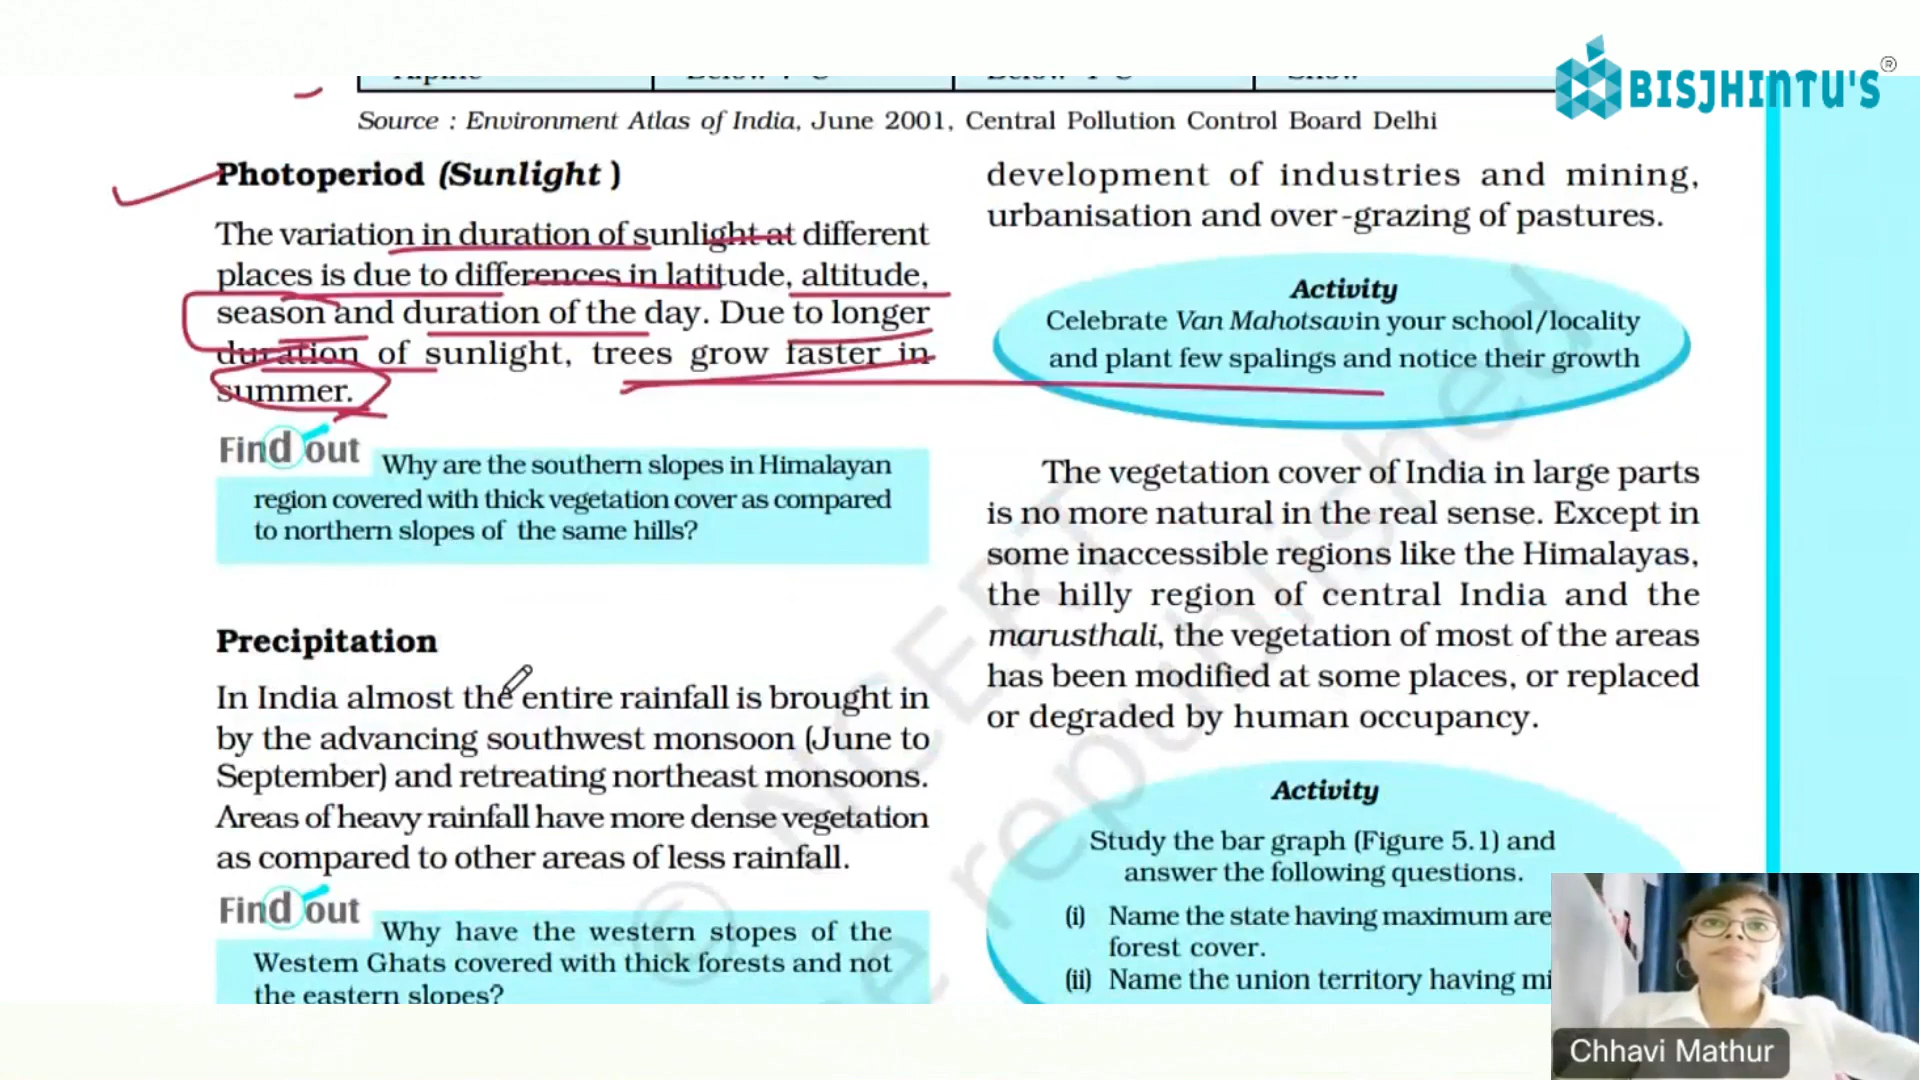 BISJHINTU'S ®
Alpine Below 7°C Below -1°C Snow
Source : Environment Atlas of India, June 2001, Central Pollution Control Board Delhi
Photoperiod (Sunlight )
The variation in duration of sunlight at different
places is due to differences in latitude, altitude,
season and duration of the day. Due to longer
duration of sunlight, trees grow faster in
summer.
Find out
Why are the southern slopes in Himalayan
region covered with thick vegetation cover as compared
to northern slopes of the same hills?
Precipitation
In India almost the entire rainfall is brought in
by the advancing southwest monsoon (June to
September) and retreating northeast monsoons.
Areas of heavy rainfall have more dense vegetation
as compared to other areas of less rainfall.
Find out
Why have the western stopes of the
Westem Ghats covered with thick forests and not
the eastern slopes?
development of industries and mining,
urbanisation and over-grazing of pastures.
Activity
Celebrate Van Mahotsav in your school/locality
and plant few spalings and notice their growth
The vegetation cover of India in large parts
is no more natural in the real sense. Except in
some inaccessible regions like the Himalayas,
the hilly region of central India and the
marusthali, the vegetation of most of the areas
has been modified at some places, or replaced
or degraded by human occupancy.
Activity
Study the bar graph (Figure 5.1) and
answer the following questions.
(i) Name the state having maximum are
forest cover.
(ii) Name the union territory having mi
© NCERT
e republished
Chhavi Mathur